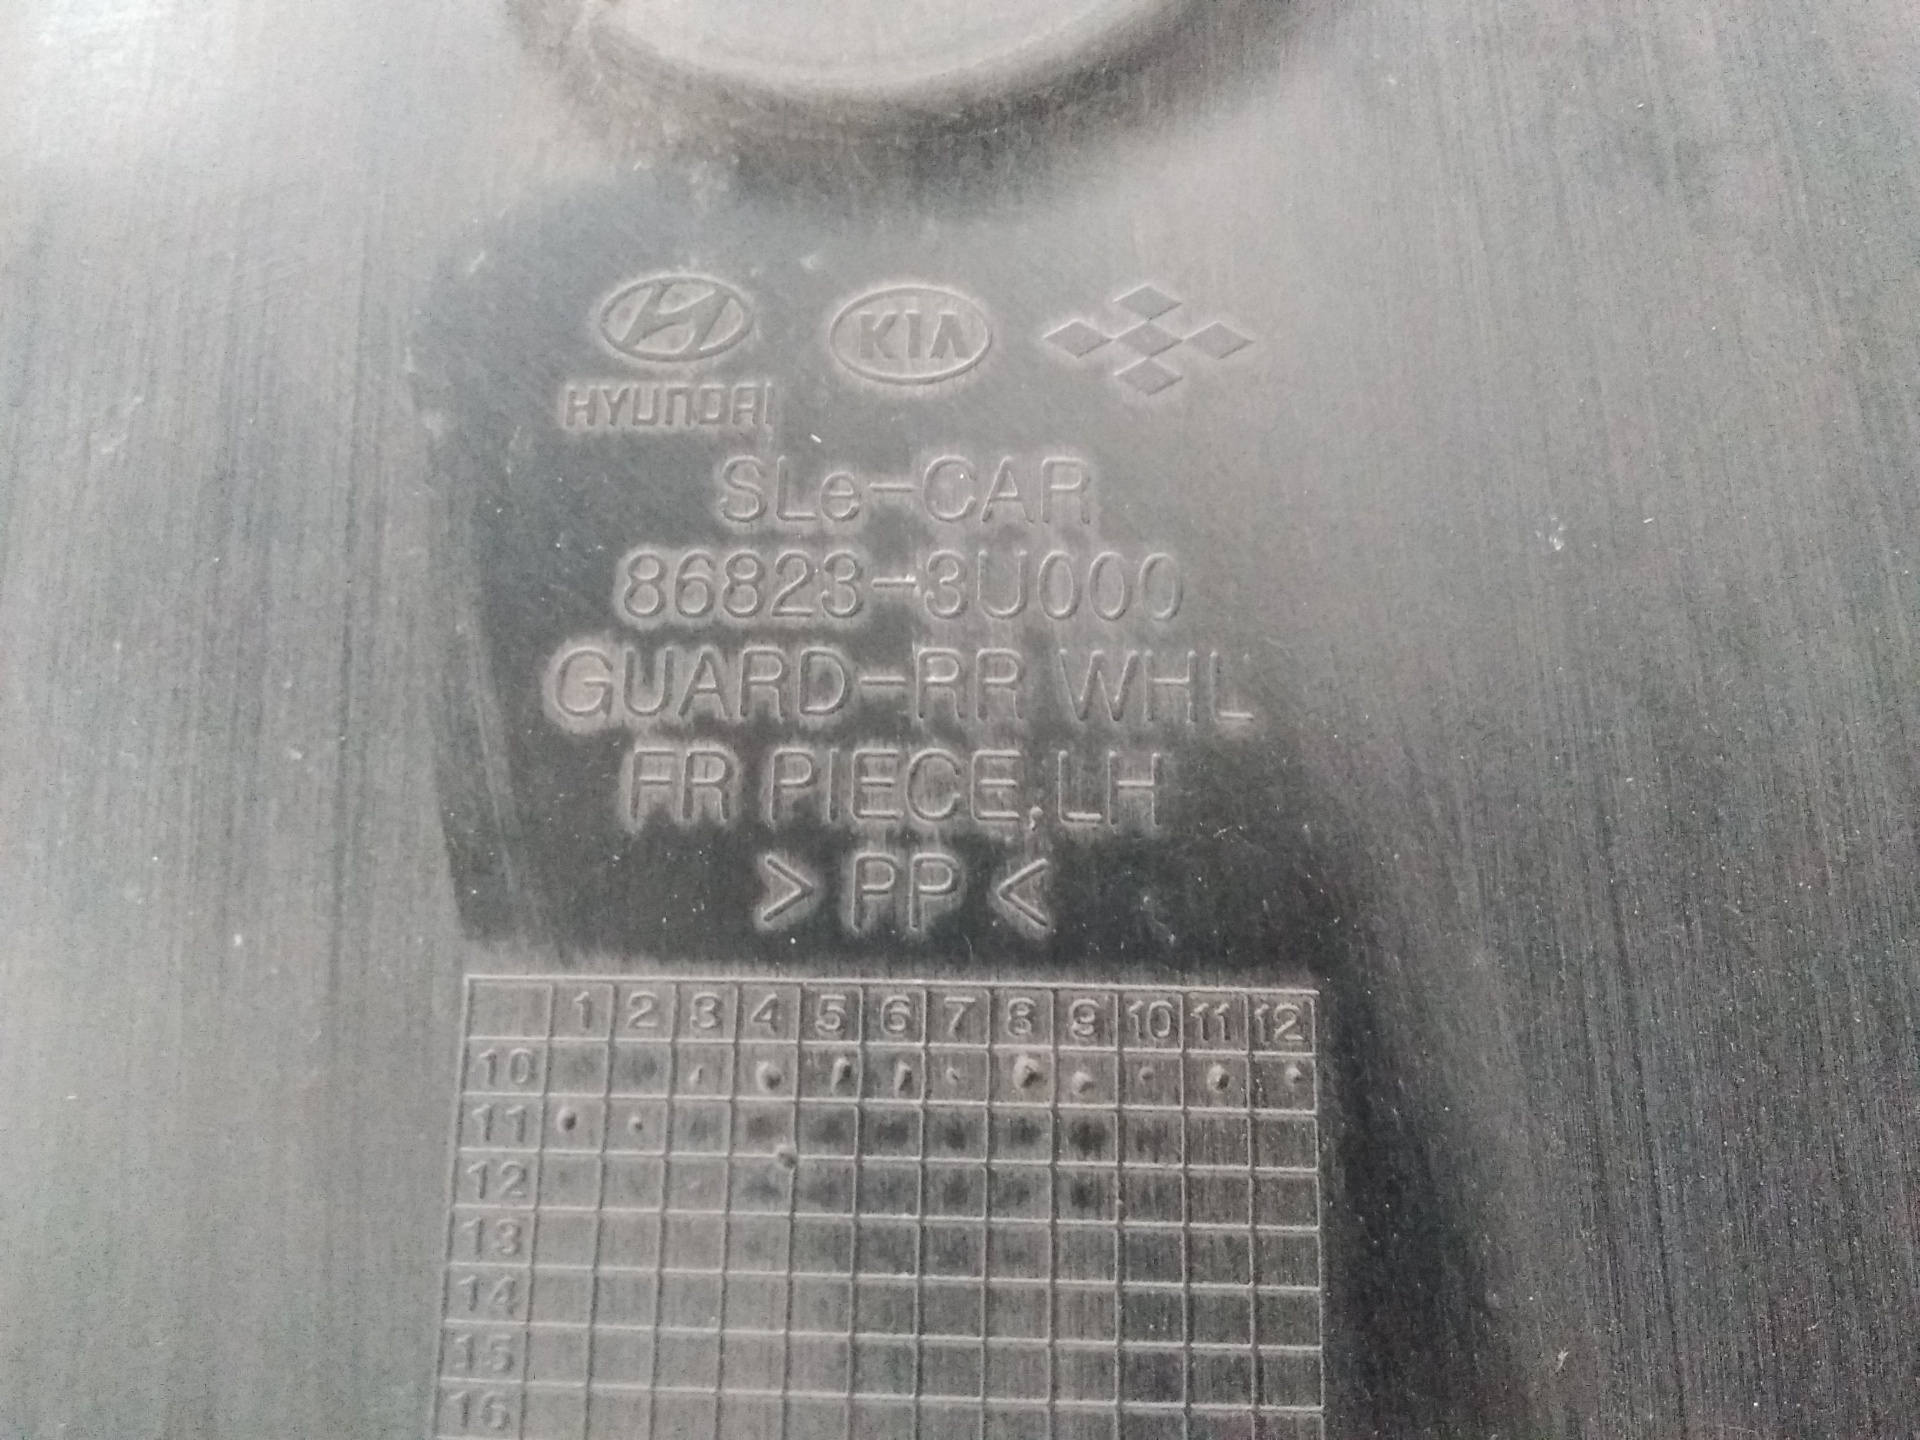 KIA
HYUNDAI
SLe-CAR
86823-3U000
GUARD-RR WHL
FR PIECE,LH
> PP <
1 2 3 4 5 6 7 8 9 10 11 12
10
11
12
13
14
15
16